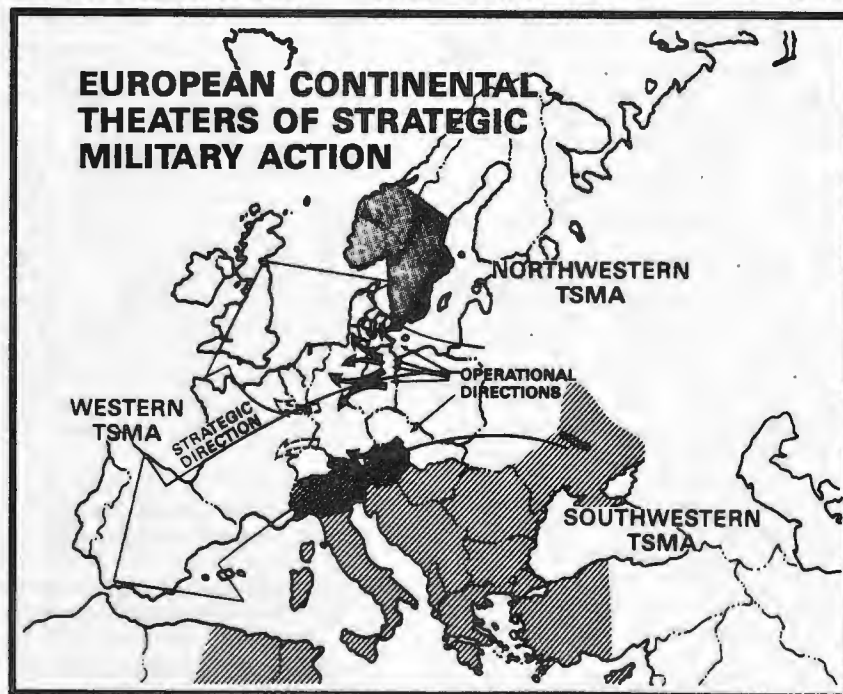 EUROPEAN CONTINENTAL
THEATERS OF STRATEGIC
MILITARY ACTION
NORTHWESTERN
TSMA
OPERATIONAL
DIRECTIONS
WESTERN
TSMA
STRATEGIC
DIRECTION
SOUTHWESTERN
TSMA